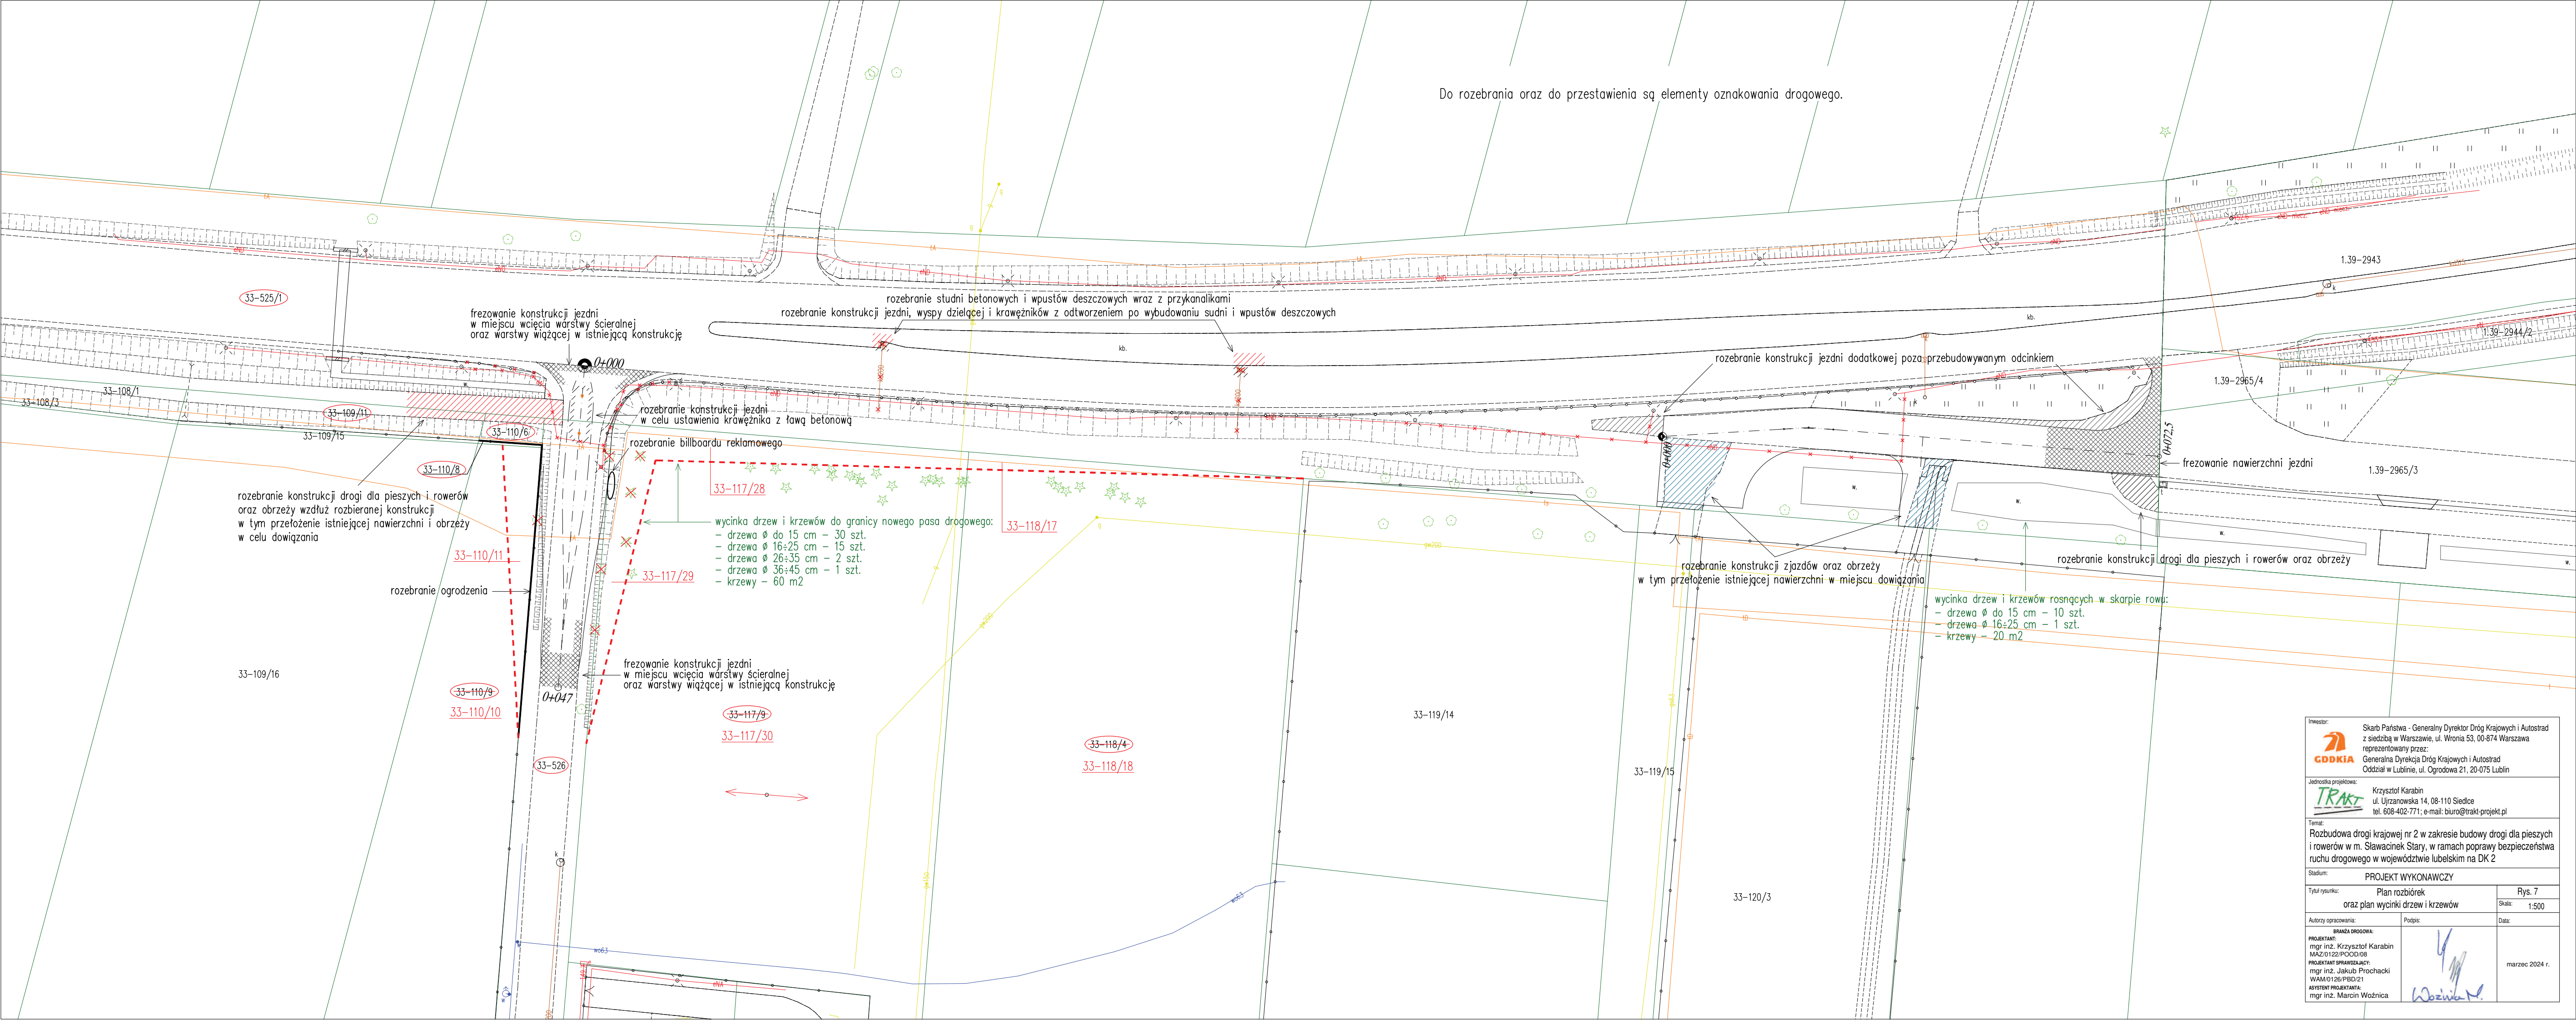 Do rozebrania oraz do przestawienia są elementy oznakowania drogowego.
tA
tA
tA
tA
tA
eND
eND
eND
eND
eND
g
g
1.39-2943
kb.
kb.
k
1.39-2944/2
1.39-2965/4
1.39-2965/3
33-525/1
frezowanie konstrukcji jezdni
w miejscu wcięcia warstwy ścieralnej
oraz warstwy wiążącej w istniejącą konstrukcję
0+000
rozebranie studni betonowych i wpustów deszczowych wraz z przykanalikami
rozebranie konstrukcji jezdni, wyspy dzielącej i krawężników z odtworzeniem po wybudowaniu sudni i wpustów deszczowych
rozebranie konstrukcji jezdni dodatkowej poza przebudowywanym odcinkiem
33-108/3
33-108/1
33-109/11
33-109/15
33-110/6
33-110/8
rozebranie konstrukcji jezdni
w celu ustawienia krawężnika z ławą betonową
rozebranie billboardu reklamowego
rozebranie konstrukcji drogi dla pieszych i rowerów
oraz obrzeży wzdłuż rozbieranej konstrukcji
w tym przełożenie istniejącej nawierzchni i obrzeży
w celu dowiązania
33-117/28
33-118/17
wycinka drzew i krzewów do granicy nowego pasa drogowego:
- drzewa ø do 15 cm - 30 szt.
- drzewa ø 16÷25 cm - 15 szt.
- drzewa ø 26÷35 cm - 2 szt.
- drzewa ø 36÷45 cm - 1 szt.
- krzewy - 60 m2
33-110/11
33-117/29
rozebranie ogrodzenia
0+000
0+072,5
frezowanie nawierzchni jezdni
w.
w.
w.
w.
rozebranie konstrukcji zjazdów oraz obrzeży
w tym przełożenie istniejącej nawierzchni w miejscu dowiązania
rozebranie konstrukcji drogi dla pieszych i rowerów oraz obrzeży
wycinka drzew i krzewów rosnących w skarpie rowu:
- drzewa ø do 15 cm - 10 szt.
- drzewa ø 16÷25 cm - 1 szt.
- krzewy - 20 m2
frezowanie konstrukcji jezdni
w miejscu wcięcia warstwy ścieralnej
oraz warstwy wiążącej w istniejącą konstrukcję
0+047
33-109/16
33-110/9
33-110/10
33-117/9
33-117/30
33-118/4
33-118/18
33-119/14
33-119/15
33-120/3
33-526
k
wo63
wo63
eNA
Inwestor:
GDDKiA
Skarb Państwa - Generalny Dyrektor Dróg Krajowych i Autostrad
z siedzibą w Warszawie, ul. Wronia 53, 00-874 Warszawa
reprezentowany przez:
Generalna Dyrekcja Dróg Krajowych i Autostrad
Oddział w Lublinie, ul. Ogrodowa 21, 20-075 Lublin
Jednostka projektowa:
TRAKT
Krzysztof Karabin
ul. Ujrzanowska 14, 08-110 Siedlce
tel. 608-402-771; e-mail: biuro@trakt-projekt.pl
Temat:
Rozbudowa drogi krajowej nr 2 w zakresie budowy drogi dla pieszych
i rowerów w m. Sławacinek Stary, w ramach poprawy bezpieczeństwa
ruchu drogowego w województwie lubelskim na DK 2
Stadium:
PROJEKT WYKONAWCZY
Tytuł rysunku:
Plan rozbiórek
oraz plan wycinki drzew i krzewów
Rys. 7
Skala:
1:500
Autorzy opracowania:
Podpis:
Data:
BRANŻA DROGOWA:
PROJEKTANT:
mgr inż. Krzysztof Karabin
MAZ/0122/POOD/08
PROJEKTANT SPRAWDZAJĄCY:
mgr inż. Jakub Prochacki
WAM/0126/PBD/21
ASYSTENT PROJEKTANTA:
mgr inż. Marcin Woźnica
Woźnica M.
marzec 2024 r.